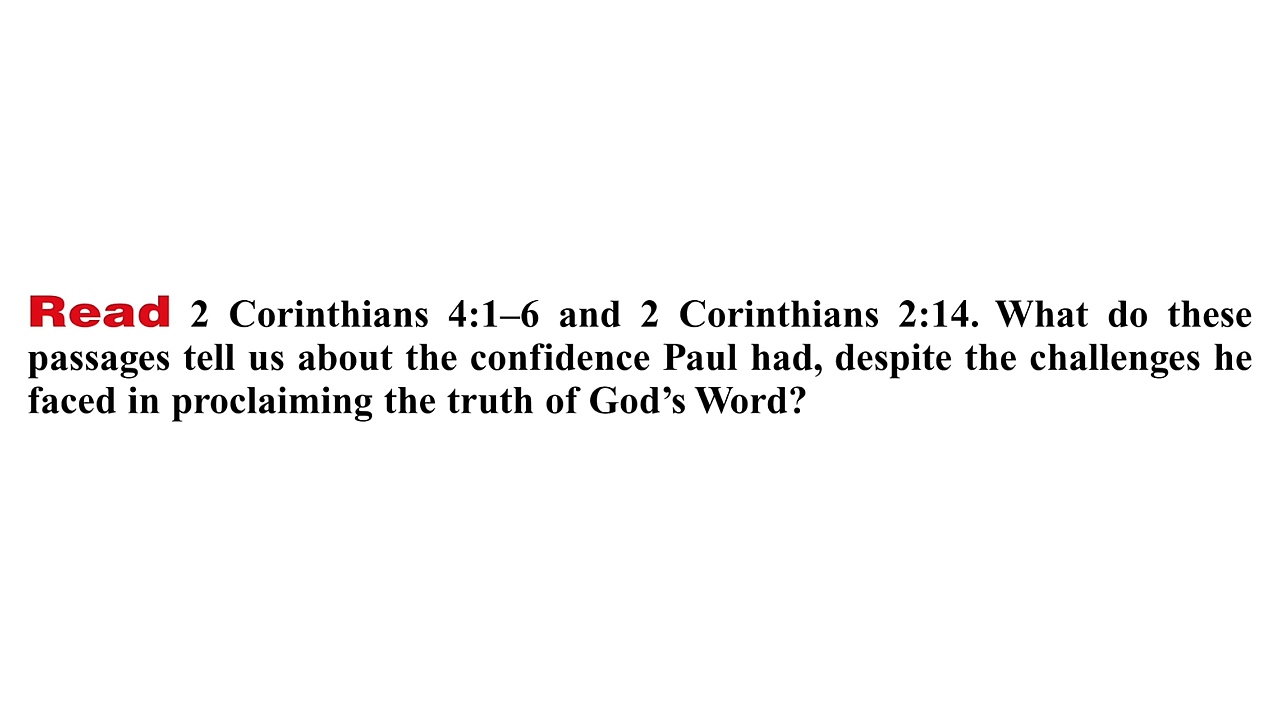 Read 2 Corinthians 4:1–6 and 2 Corinthians 2:14. What do these
passages tell us about the confidence Paul had, despite the challenges he
faced in proclaiming the truth of God’s Word?